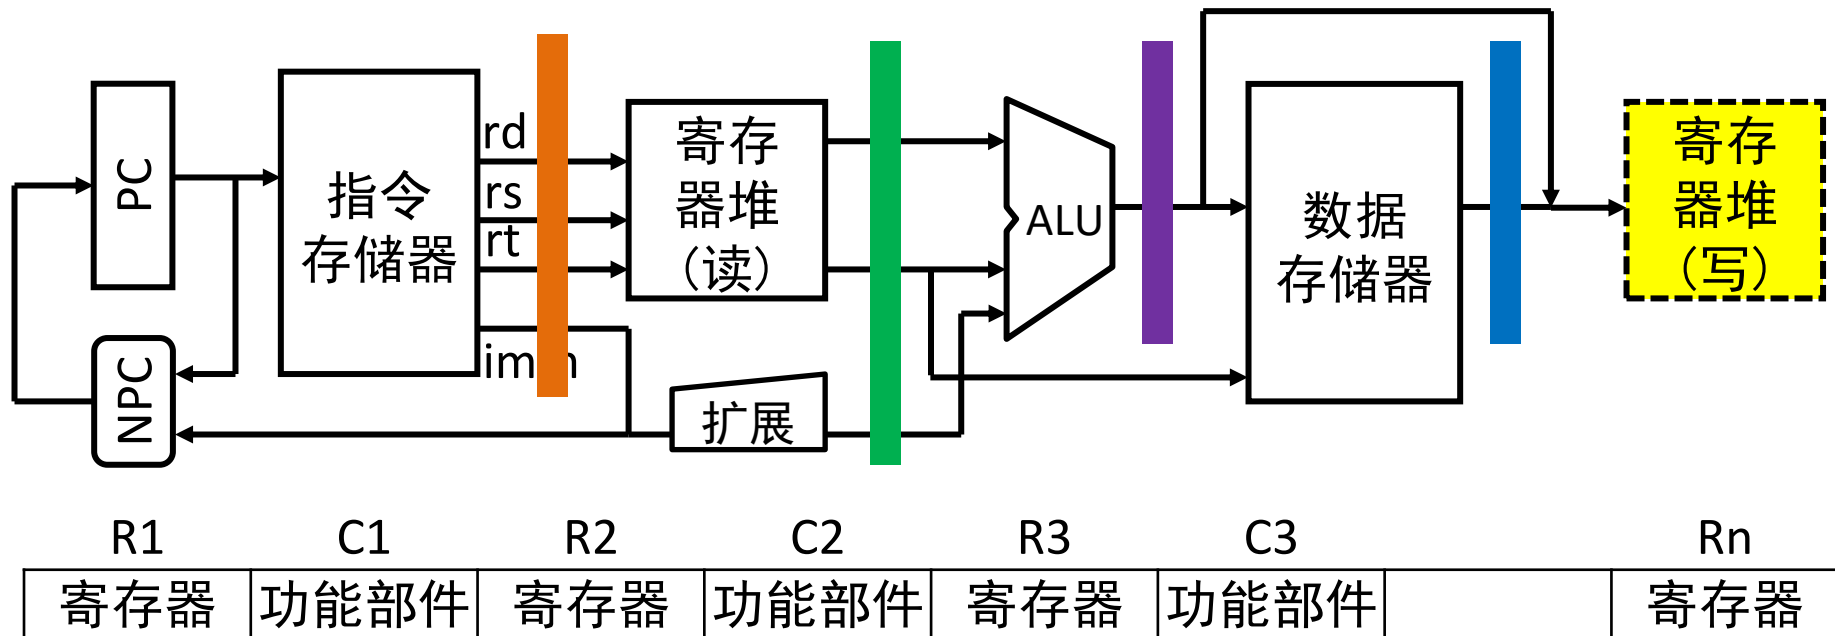 PC
NPC
指令
存储器
rd
rs
rt
imm
寄存
器堆
（读）
扩展
ALU
数据
存储器
寄存
器堆
（写）
R1 C1 R2 C2 R3 C3 Rn
寄存器 功能部件 寄存器 功能部件 寄存器 功能部件 寄存器